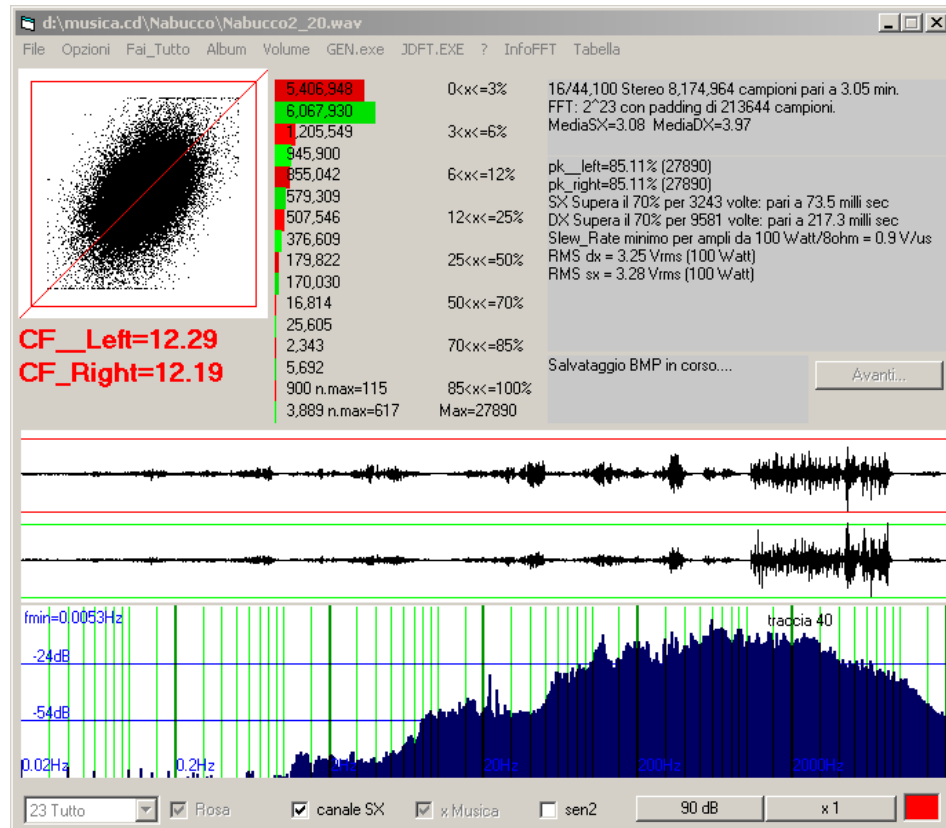 d:\musica.cd\Nabucco\Nabucco2_20.wav
File Opzioni Fai_Tutto Album Volume GEN.exe JDFT.EXE ? InfoFFT Tabella
5,406,948 0<x<=3%
6,067,930
1,205,549 3<x<=6%
945,900
855,042 6<x<=12%
579,309
507,546 12<x<=25%
376,609
179,822 25<x<=50%
170,030
16,814 50<x<=70%
25,605
2,343 70<x<=85%
5,692
900 n.max=115 85<x<=100%
3,889 n.max=617 Max=27890
CF__Left=12.29
CF_Right=12.19
16/44,100 Stereo 8,174,964 campioni pari a 3.05 min.
FFT: 2^23 con padding di 213644 campioni.
MediaSX=3.08 MediaDX=3.97
pk__left=85.11% (27890)
pk_right=85.11% (27890)
SX Supera il 70% per 3243 volte: pari a 73.5 milli sec
DX Supera il 70% per 9581 volte: pari a 217.3 milli sec
Slew_Rate minimo per ampli da 100 Watt/8ohm = 0.9 V/us
RMS dx = 3.25 Vrms (100 Watt)
RMS sx = 3.28 Vrms (100 Watt)
Salvataggio BMP in corso....
Avanti...
fmin=0.0053Hz
traccia 40
-24dB
-54dB
0.02Hz 0.2Hz 2Hz 20Hz 200Hz 2000Hz
23 Tutto Rosa canale SX x Musica sen2 90 dB x 1